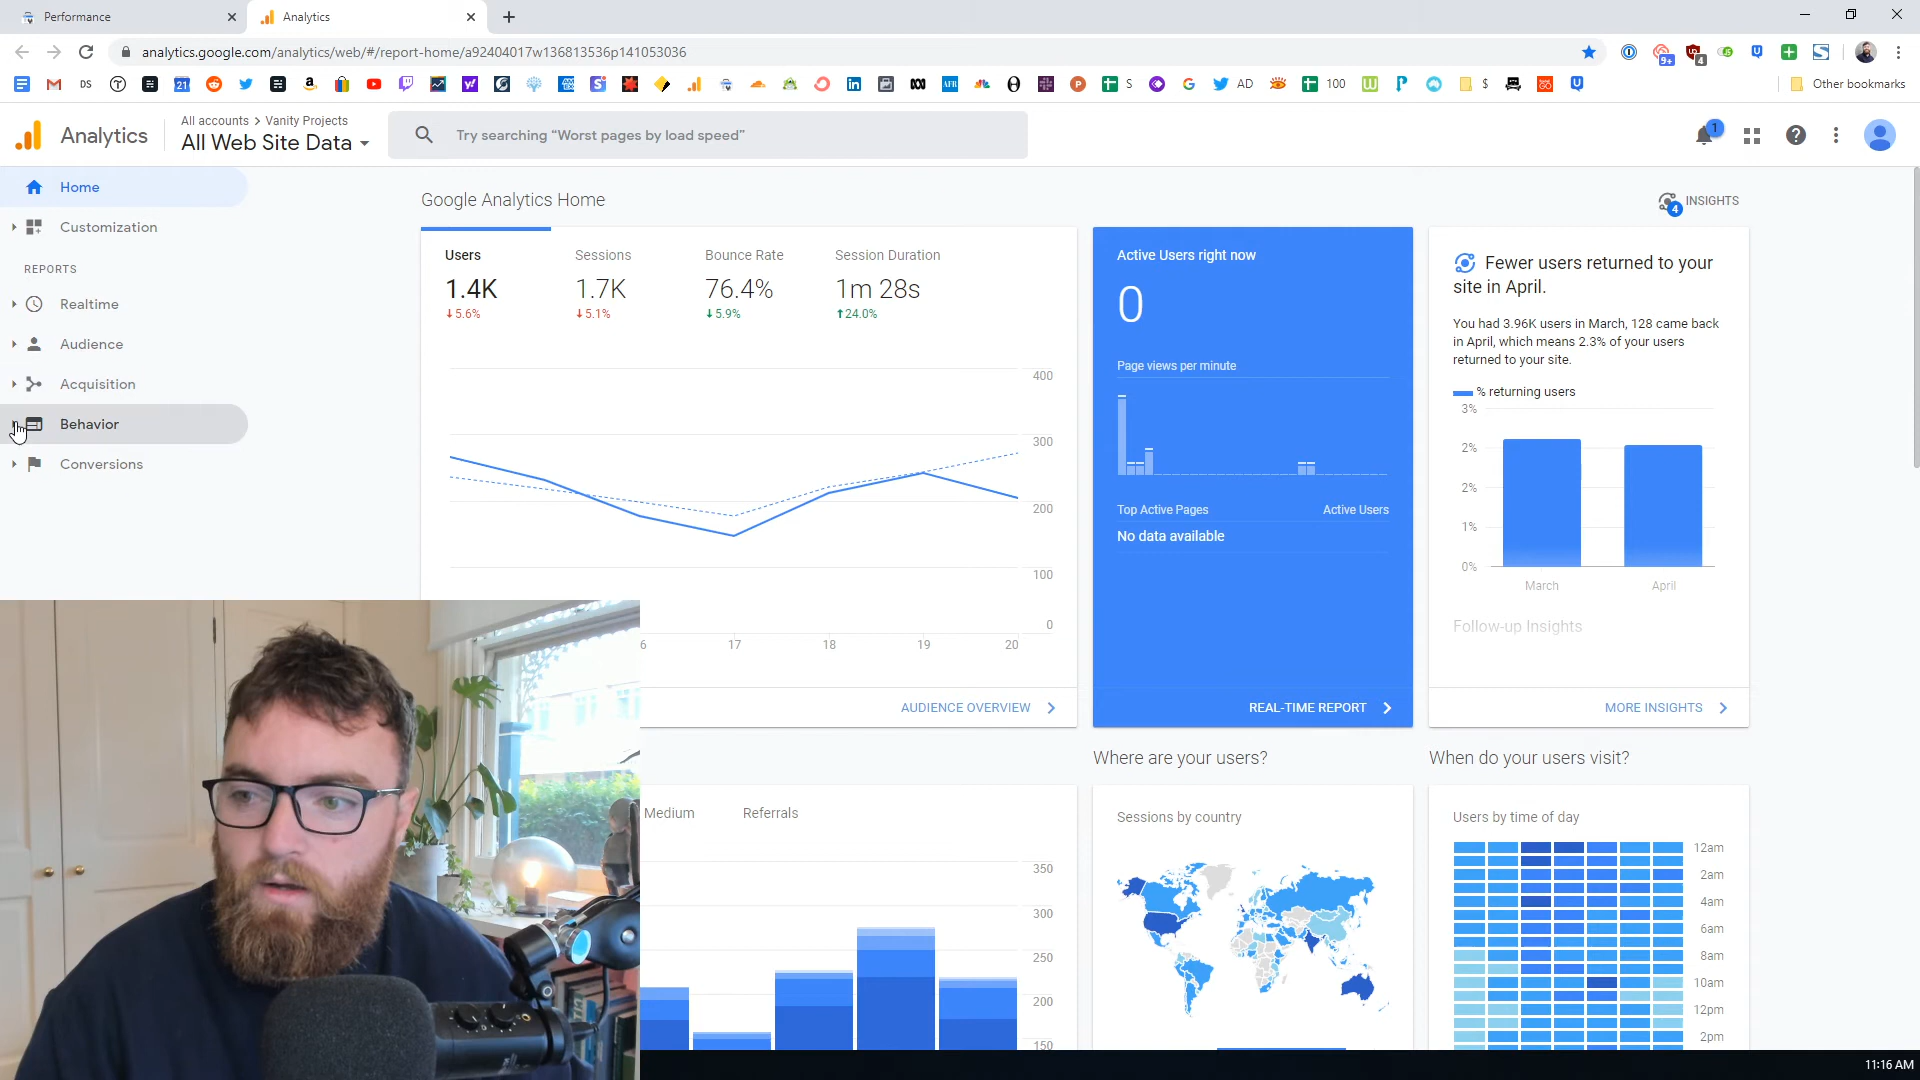 Performance
Analytics
analytics.google.com/analytics/web/#/report-home/a92404017w136813536p141053036
9+
4
DS
21
S
AD
100
$
Other bookmarks
Analytics
All accounts > Vanity Projects
All Web Site Data
Try searching “Worst pages by load speed”
1
Home
Customization
REPORTS
Realtime
Audience
Acquisition
Behavior
Conversions
Google Analytics Home
4
INSIGHTS
Users
Sessions
Bounce Rate
Session Duration
1.4K
1.7K
76.4%
1m 28s
5.6%
5.1%
5.9%
24.0%
400
300
200
100
0
6
17
18
19
20
AUDIENCE OVERVIEW
Active Users right now
0
Page views per minute
Top Active Pages
Active Users
No data available
REAL-TIME REPORT
Fewer users returned to your
site in April.
You had 3.96K users in March, 128 came back
in April, which means 2.3% of your users
returned to your site.
% returning users
3%
2%
2%
1%
0%
March
April
Follow-up Insights
MORE INSIGHTS
Medium
Referrals
350
300
250
200
150
Where are your users?
Sessions by country
When do your users visit?
Users by time of day
12am
2am
4am
6am
8am
10am
12pm
2pm
11:16 AM